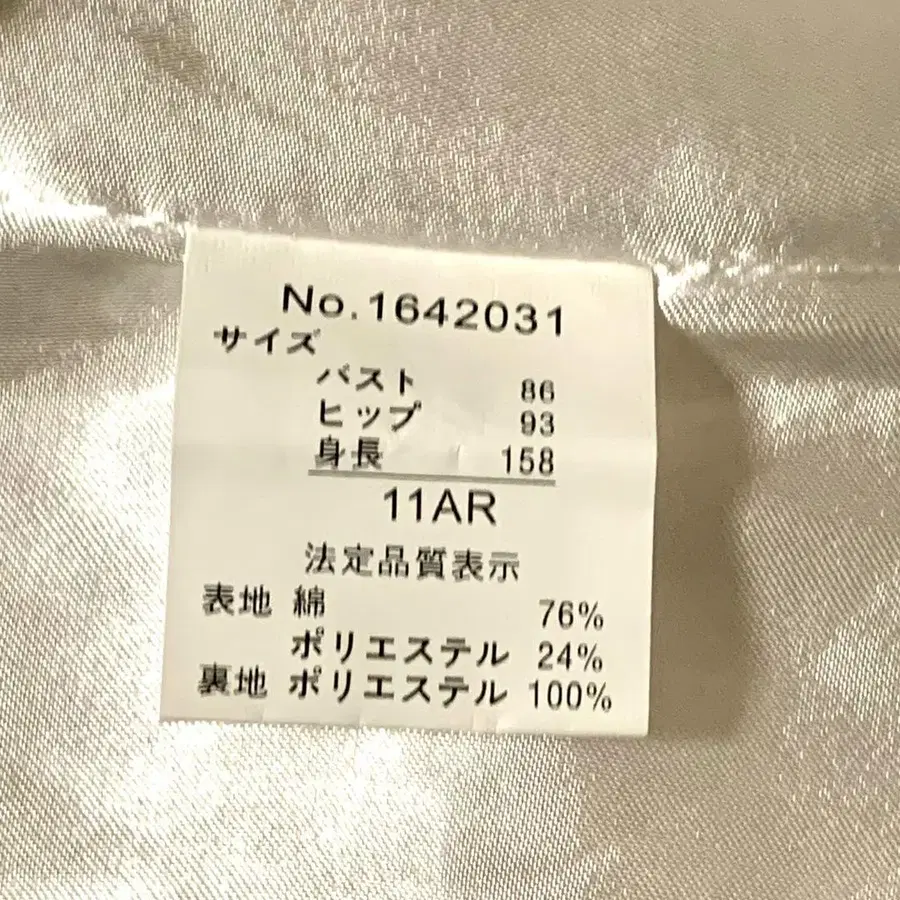 No.1642031
サイズ
バスト 86
ヒップ 93
身長 158
11AR
法定品質表示
表地 綿 76%
ポリエステル 24%
裏地 ポリエステル 100%